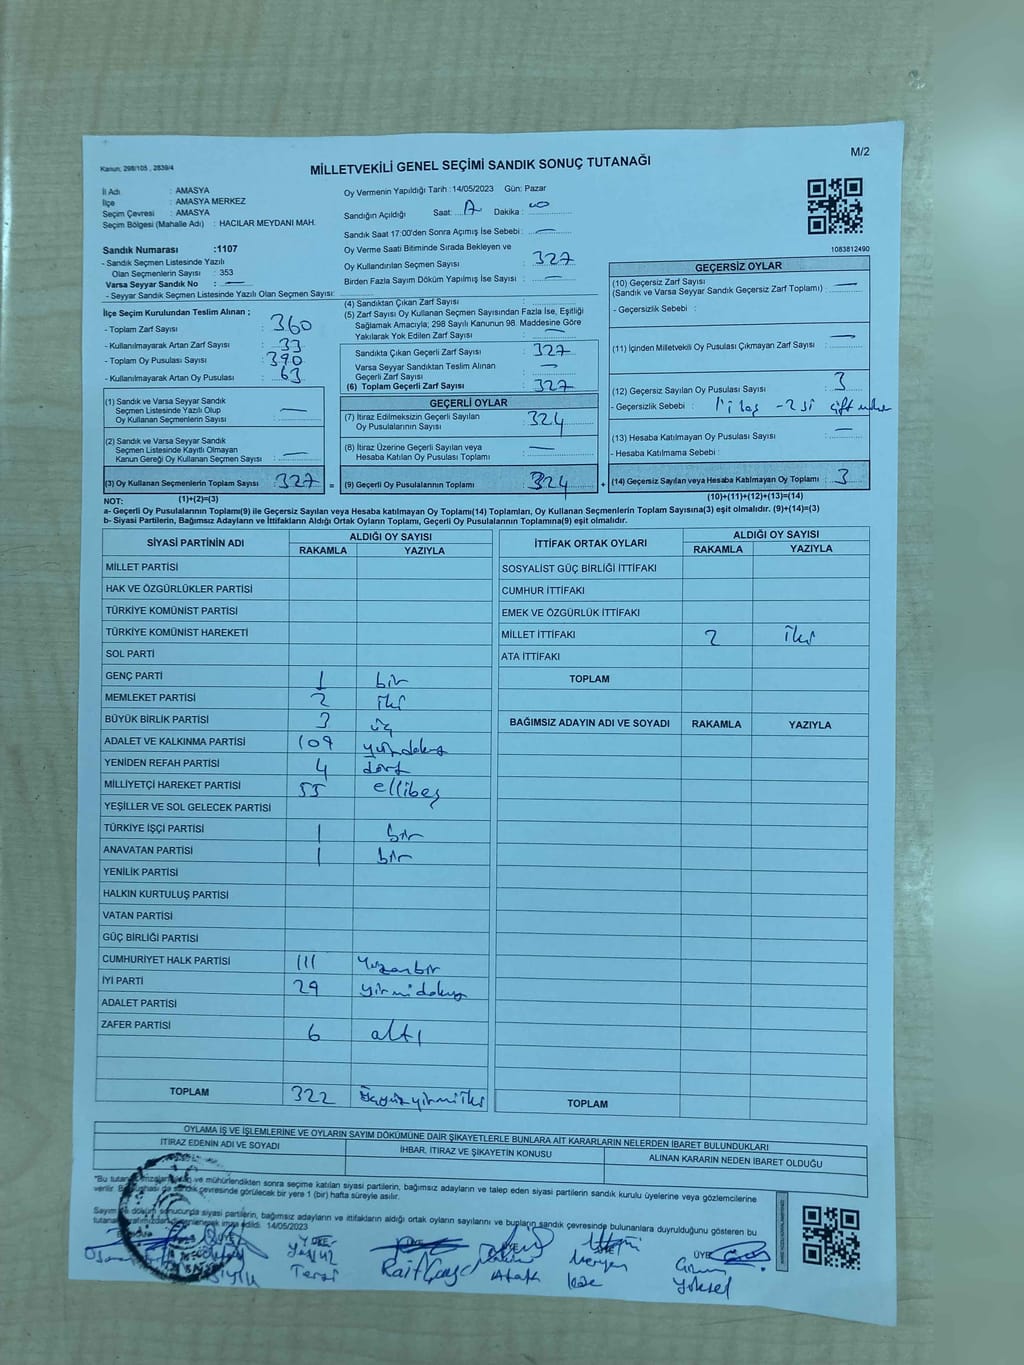 M/2
Kanun: 298/105 , 2839/4
MİLLETVEKİLİ GENEL SEÇİMİ SANDIK SONUÇ TUTANAĞI
İl Adı : AMASYA
İlçe : AMASYA MERKEZ
Seçim Çevresi : AMASYA
Seçim Bölgesi (Mahalle Adı) : HACILAR MEYDANI MAH.
Sandık Numarası :1107
- Sandık Seçmen Listesinde Yazılı
Olan Seçmenlerin Sayısı : 353
Varsa Seyyar Sandık No :
- Seyyar Sandık Seçmen Listesinde Yazılı Olan Seçmen Sayısı:
Oy Vermenin Yapıldığı Tarih : 14/05/2023 Gün: Pazar
Sandığın Açıldığı Saat: Dakika :
Sandık Saat 17:00'den Sonra Açımış İse Sebebi :
Oy Verme Saati Bitiminde Sırada Bekleyen ve
Oy Kullandırılan Seçmen Sayısı : 327
Birden Fazla Sayım Döküm Yapılmış İse Sayısı :
1083812490
İlçe Seçim Kurulundan Teslim Alınan ;
- Toplam Zarf Sayısı : 360
- Kullanılmayarak Artan Zarf Sayısı : 33
- Toplam Oy Pusulası Sayısı : 390
- Kullanılmayarak Artan Oy Pusulası : 63
(1) Sandık ve Varsa Seyyar Sandık
Seçmen Listesinde Yazılı Olup
Oy Kullanan Seçmenlerin Sayısı :
(2) Sandık ve Varsa Seyyar Sandık
Seçmen Listesinde Kayıtlı Olmayan
Kanun Gereği Oy Kullanan Seçmen Sayısı :
(3) Oy Kullanan Seçmenlerin Toplam Sayısı : 327 =
(4) Sandıktan Çıkan Zarf Sayısı :
(5) Zarf Sayısı Oy Kullanan Seçmen Sayısından Fazla İse, Eşitliği
Sağlamak Amacıyla; 298 Sayılı Kanunun 98. Maddesine Göre
Yakılarak Yok Edilen Zarf Sayısı :
Sandıkta Çıkan Geçerli Zarf Sayısı : 327
Varsa Seyyar Sandıktan Teslim Alınan
Geçerli Zarf Sayısı :
(6) Toplam Geçerli Zarf Sayısı : 327
GEÇERLİ OYLAR
(7) İtiraz Edilmeksizin Geçerli Sayılan
Oy Pusulalarının Sayısı : 324
(8) İtiraz Üzerine Geçerli Sayılan veya
Hesaba Katılan Oy Pusulası Toplamı :
(9) Geçerli Oy Pusulalarının Toplamı : 324 +
GEÇERSİZ OYLAR
(10) Geçersiz Zarf Sayısı
(Sandık ve Varsa Seyyar Sandık Geçersiz Zarf Toplamı) :
- Geçersizlik Sebebi :
(11) İçinden Milletvekili Oy Pusulası Çıkmayan Zarf Sayısı :
(12) Geçersiz Sayılan Oy Pusulası Sayısı : 3
- Geçersizlik Sebebi : 1'i boş - 2 si çift
(13) Hesaba Katılmayan Oy Pusulası Sayısı :
- Hesaba Katılmama Sebebi :
(14) Geçersiz Sayılan veya Hesaba Katılmayan Oy Toplamı : 3
NOT: (1)+(2)=(3) (10)+(11)+(12)+(13)=(14)
a- Geçerli Oy Pusulalarının Toplamı(9) ile Geçersiz Sayılan veya Hesaba Katılmayan Oy Toplamı(14) Toplamları, Oy Kullanan Seçmenlerin Toplam Sayısına(3) eşit olmalıdır. (9)+(14)=(3)
b- Siyasi Partilerin, Bağımsız Adayların ve İttifakların Aldığı Ortak Oyların Toplamı, Geçerli Oy Pusulalarının Toplamına(9) eşit olmalıdır.
SİYASİ PARTİNİN ADI ALDIĞI OY SAYISI
RAKAMLA YAZIYLA
MİLLET PARTİSİ
HAK VE ÖZGÜRLÜKLER PARTİSİ
TÜRKİYE KOMÜNİST PARTİSİ
TÜRKİYE KOMÜNİST HAREKETİ
SOL PARTİ
GENÇ PARTİ 1 bir
MEMLEKET PARTİSİ 2 iki
BÜYÜK BİRLİK PARTİSİ 3 üç
ADALET VE KALKINMA PARTİSİ 109 yüzdokuz
YENİDEN REFAH PARTİSİ 4 dört
MİLLİYETÇİ HAREKET PARTİSİ 55 ellibeş
YEŞİLLER VE SOL GELECEK PARTİSİ
TÜRKİYE İŞÇİ PARTİSİ 1 bir
ANAVATAN PARTİSİ 1 bir
YENİLİK PARTİSİ
HALKIN KURTULUŞ PARTİSİ
VATAN PARTİSİ
GÜÇ BİRLİĞİ PARTİSİ
CUMHURİYET HALK PARTİSİ 111 Yüzonbir
İYİ PARTİ 29 yirmidokuz
ADALET PARTİSİ
ZAFER PARTİSİ 6 altı
TOPLAM 322 üçyüzyirmiiki
İTTİFAK ORTAK OYLARI ALDIĞI OY SAYISI
RAKAMLA YAZIYLA
SOSYALİST GÜÇ BİRLİĞİ İTTİFAKI
CUMHUR İTTİFAKI
EMEK VE ÖZGÜRLÜK İTTİFAKI
MİLLET İTTİFAKI 2 İki
ATA İTTİFAKI
TOPLAM
BAĞIMSIZ ADAYIN ADI VE SOYADI RAKAMLA YAZIYLA
TOPLAM
OYLAMA İŞ VE İŞLEMLERİNE VE OYLARIN SAYIM DÖKÜMÜNE DAİR ŞİKAYETLERLE BUNLARA AİT KARARLARIN NELERDEN İBARET BULUNDUKLARI
İTİRAZ EDENİN ADI VE SOYADI
İHBAR, İTİRAZ VE ŞİKAYETİN KONUSU
ALINAN KARARIN NEDEN İBARET OLDUĞU
"Bu ve mühürlendikten sonra seçime katılan siyasi partilerin, bağımsız adayların ve talep eden siyasi partilerin sandık kurulu üyelerine veya gözlemcilerine
verilir. sandık çevresinde görülecek bir yere 1 (bir) hafta süreyle asılır.
döküm sonucunda siyasi partilerin, bağımsız adayların ve ittifakların aldığı ortak oyların sayılarını ve bunların sandık çevresinde bulunanlara duyrulduğunu gösteren bu
edildi. 14/05/2023
ÜYE
Terzi
Rait
Meryem
ÜYE
Yüksel